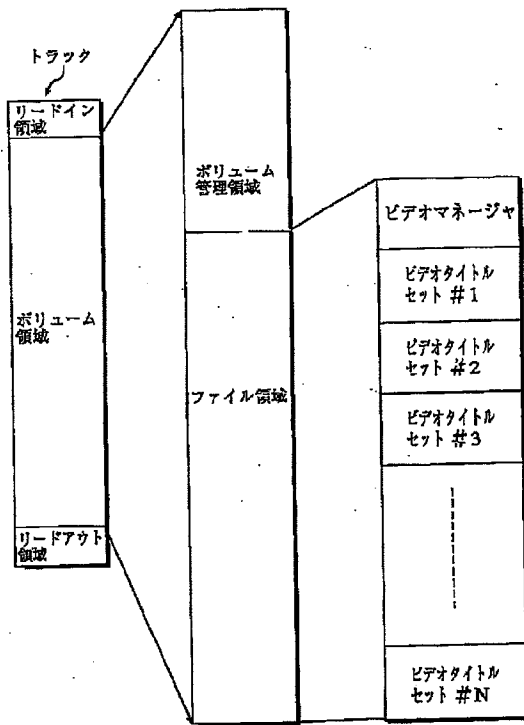 トラック
リードイン
領域
ボリューム
領域
リードアウト
領域
ボリューム
管理領域
ファイル領域
ビデオマネージャ
ビデオタイトル
セット #1
ビデオタイトル
セット #2
ビデオタイトル
セット #3
ビデオタイトル
セット #N